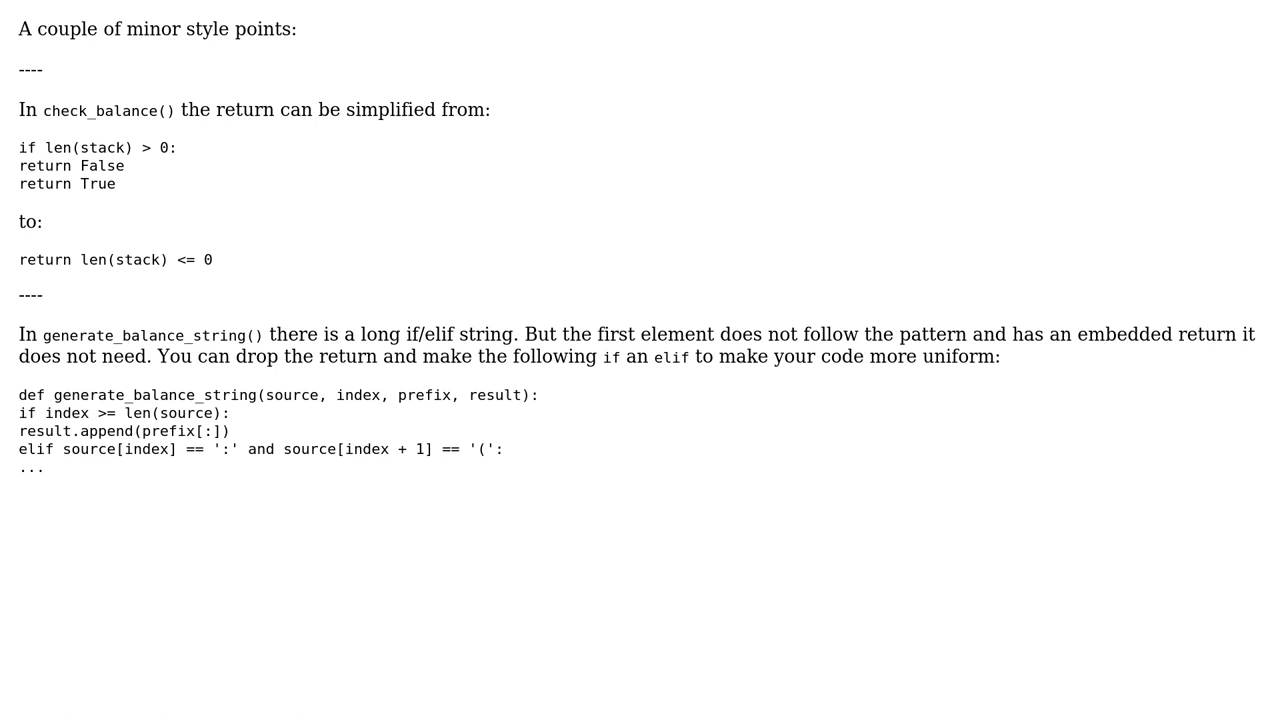 A couple of minor style points:
----
In check_balance() the return can be simplified from:
if len(stack) > 0:
return False
return True
to:
return len(stack) <= 0
----
In generate_balance_string() there is a long if/elif string. But the first element does not follow the pattern and has an embedded return it
does not need. You can drop the return and make the following if an elif to make your code more uniform:
def generate_balance_string(source, index, prefix, result):
if index >= len(source):
result.append(prefix[:])
elif source[index] == ':' and source[index + 1] == '(':
...